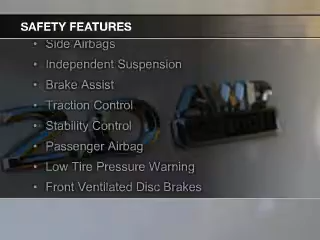 SAFETY FEATURES
• Side Airbags
• Independent Suspension
• Brake Assist
• Traction Control
• Stability Control
• Passenger Airbag
• Low Tire Pressure Warning
• Front Ventilated Disc Brakes